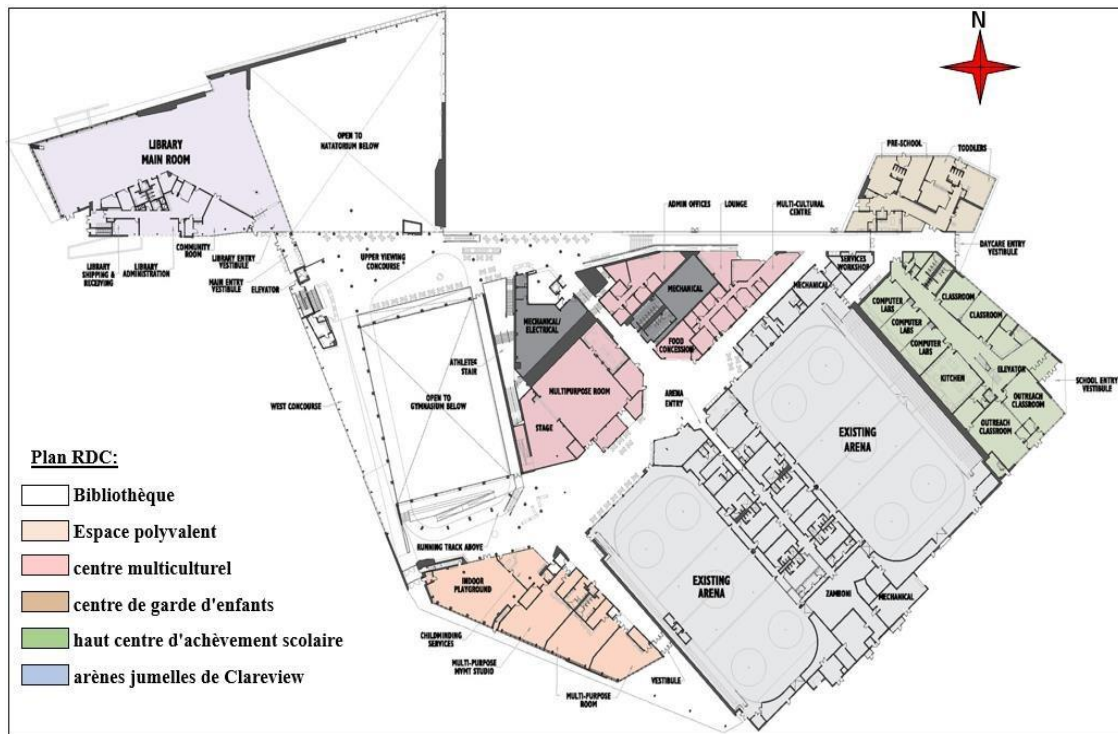 N
OPEN TO
NATATORIUM BELOW
LIBRARY
MAIN ROOM
PRE-SCHOOL
TODDLERS
ADMIN OFFICES
LOUNGE
MULTI-CULTURAL
CENTRE
LIBRARY
SHIPPING &
RECEIVING
LIBRARY
ADMINISTRATION
COMMUNITY
ROOM
LIBRARY ENTRY
VESTIBULE
MAIN ENTRY
VESTIBULE
ELEVATOR
UPPER VIEWING
CONCOURSE
DAYCARE ENTRY
VESTIBULE
SERVICES
WORKSHOP
MECHANICAL
MECHANICAL
MECHANICAL/
ELECTRICAL
FOOD
CONCESSION
COMPUTER
LABS
COMPUTER
LABS
COMPUTER
LABS
CLASSROOM
CLASSROOM
KITCHEN
ELEVATOR
SCHOOL ENTRY
VESTIBULE
OUTREACH
CLASSROOM
OUTREACH
CLASSROOM
ATHLETE
STAIR
WEST CONCOURSE
OPEN TO
GYMNASIUM BELOW
MULTIPURPOSE ROOM
STAGE
ARENA
ENTRY
EXISTING
ARENA
RUNNING TRACK ABOVE
INDOOR
PLAYGROUND
CHILDMINDING
SERVICES
MULTI-PURPOSE
MVMT STUDIO
MULTI-PURPOSE
ROOM
VESTIBULE
EXISTING
ARENA
ZAMBONI
MECHANICAL
Plan RDC:
Bibliothèque
Espace polyvalent
centre multiculturel
centre de garde d'enfants
haut centre d'achèvement scolaire
arènes jumelles de Clareview